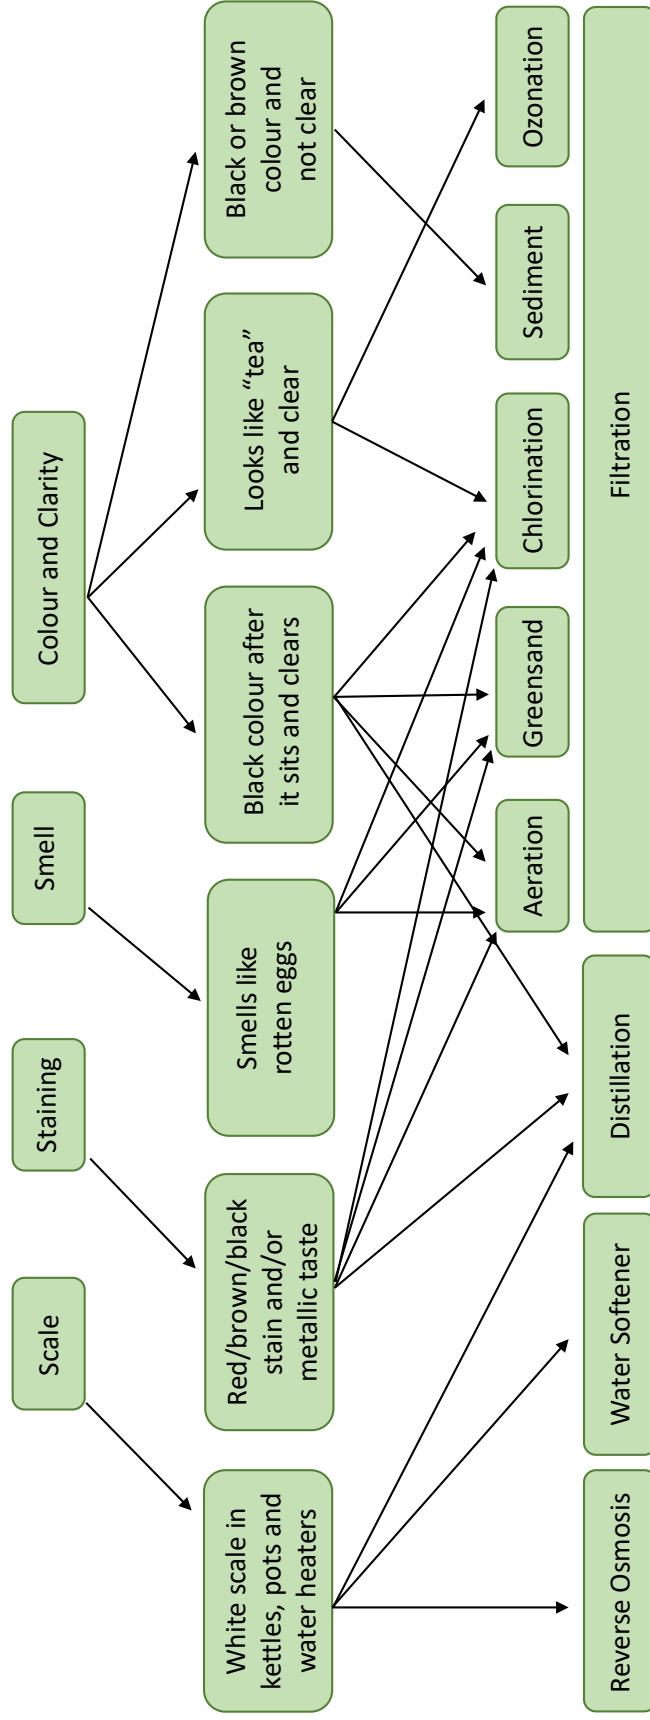 Scale
Staining
Smell
Colour and Clarity
White scale in
kettles, pots and
water heaters
Red/brown/black
stain and/or
metallic taste
Smells like
rotten eggs
Black colour after
it sits and clears
Looks like “tea”
and clear
Black or brown
colour and
not clear
Aeration
Greensand
Chlorination
Sediment
Ozonation
Reverse Osmosis
Water Softener
Distillation
Filtration